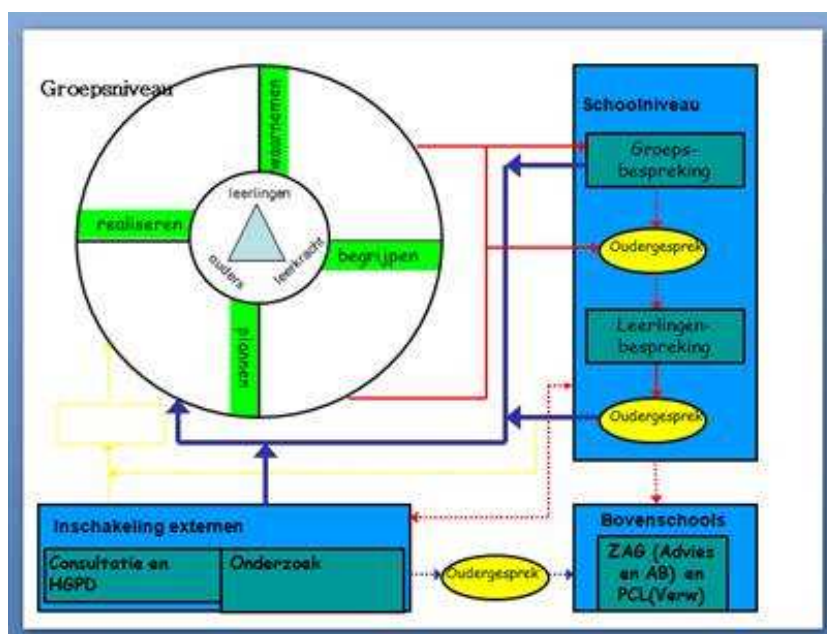 Groepsniveau
waarnemen
leerlingen
realiseren
ouders
leerkracht
begrijpen
plannen
Schoolniveau
Groeps-
bespreking
Oudergesprek
Leerlingen-
bespreking
Oudergesprek
Inschakeling externen
Consultatie en
HGPD
Onderzoek
Oudergesprek
Bovenschools
ZAG (Advies
en AB) en
PCL(Verw)